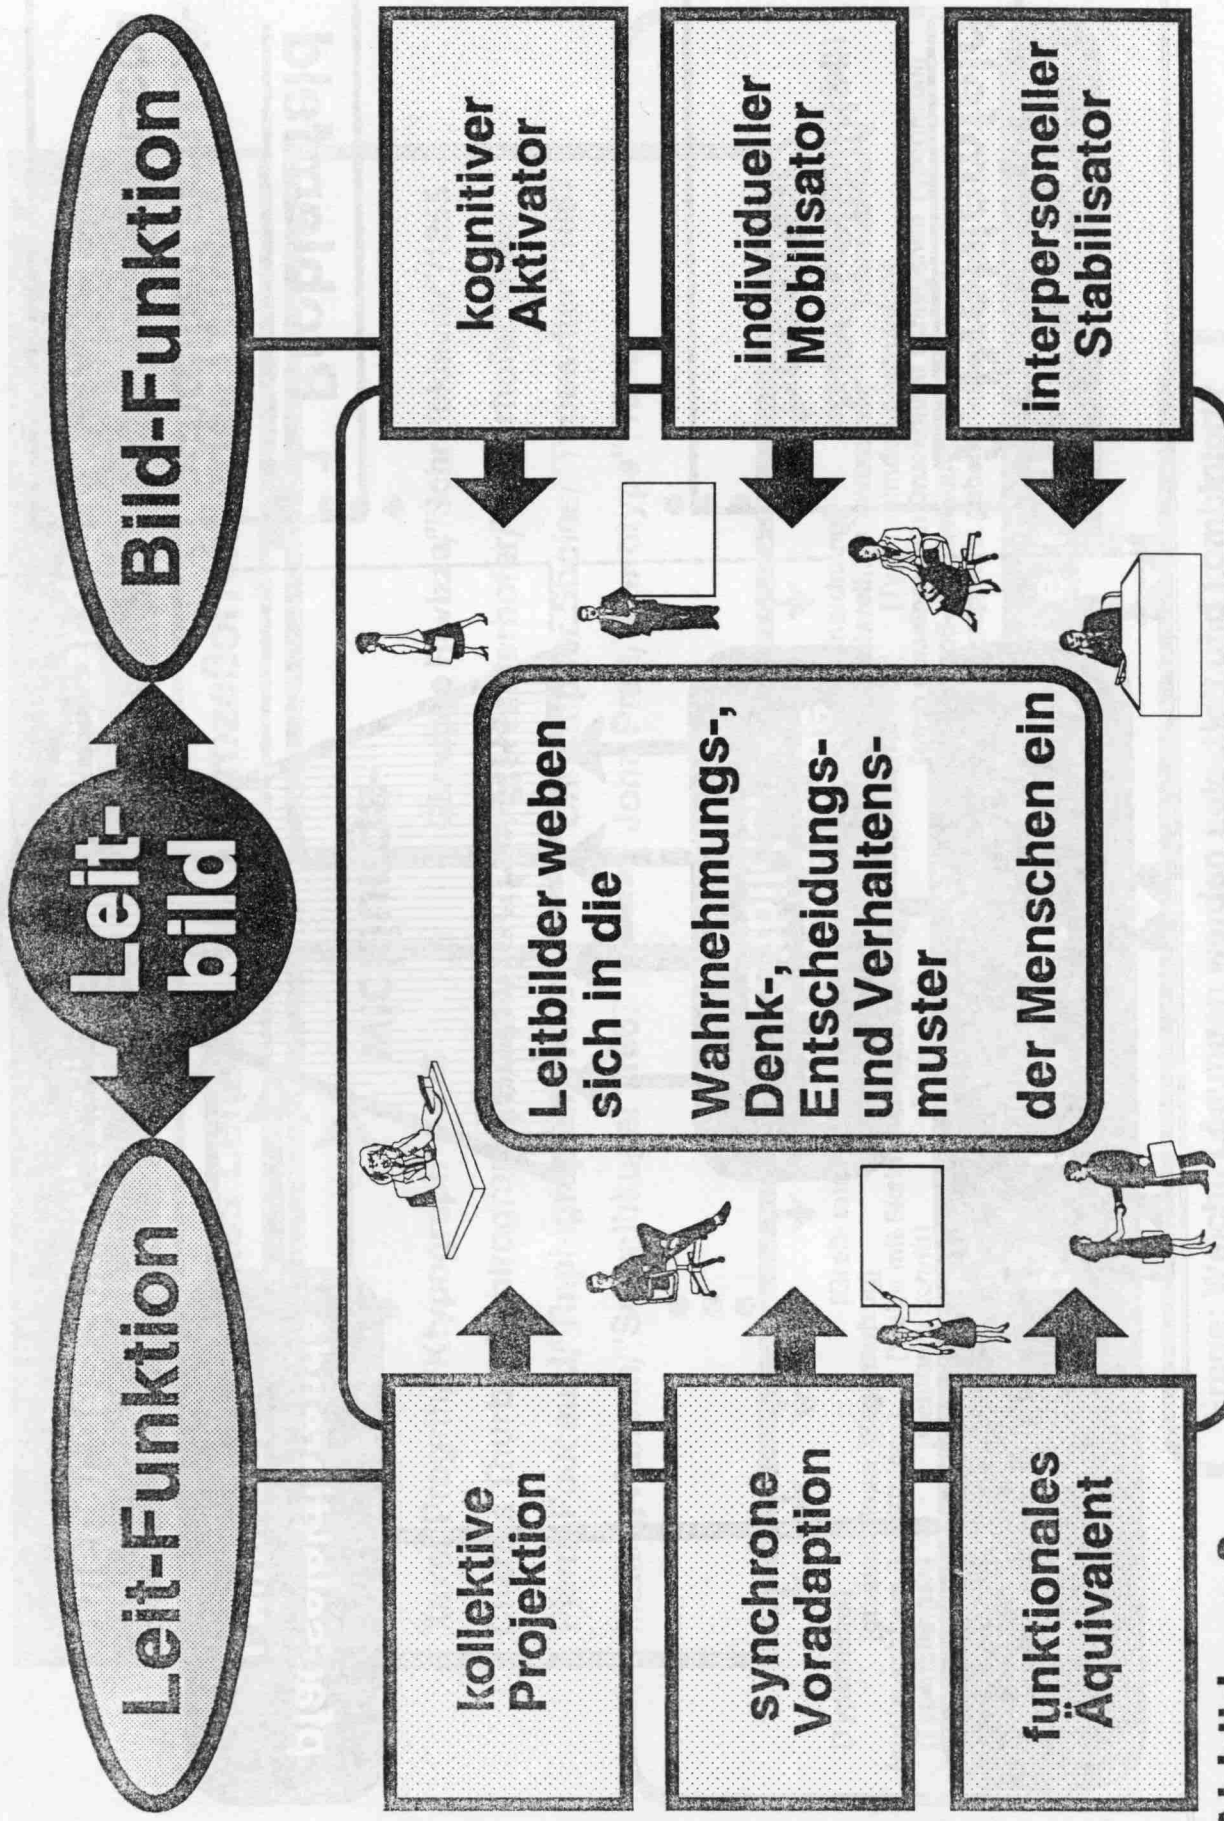 Leit-
bild
Leit-Funktion
Bild-Funktion
kollektive
Projektion
synchrone
Voradaption
funktionales
Äquivalent
Leitbilder weben
sich in die
Wahrnehmungs-,
Denk-,
Entscheidungs-
und Verhaltens-
muster
der Menschen ein
kognitiver
Aktivator
individueller
Mobilisator
interpersoneller
Stabilisator